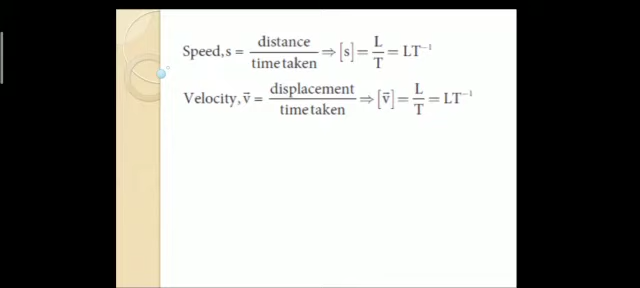 Speed, s = distance / time taken ⇒ [s] = L / T = LT⁻¹
Velocity, v⃗ = displacement / time taken ⇒ [v⃗] = L / T = LT⁻¹